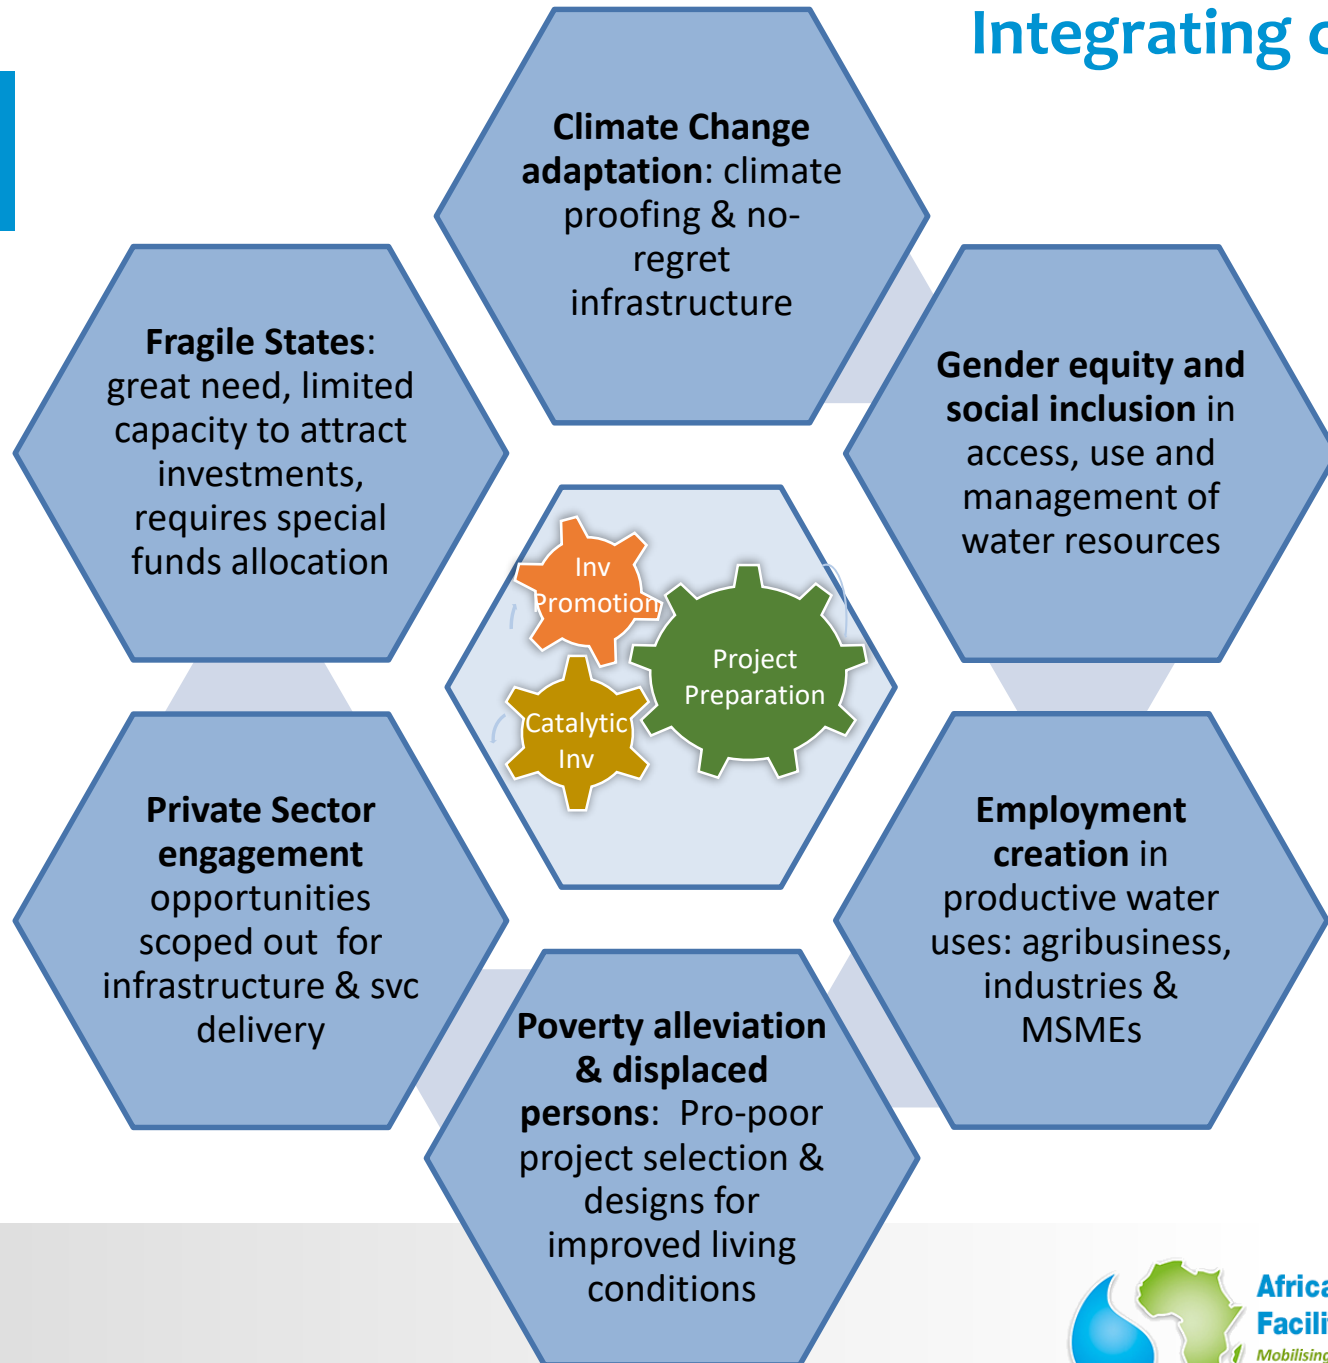 Integrating
Climate Change
adaptation: climate
proofing & no-
regret
infrastructure
Gender equity and
social inclusion in
access, use and
management of
water resources
Employment
creation in
productive water
uses: agribusiness,
industries &
MSMEs
Poverty alleviation
& displaced
persons: Pro-poor
project selection &
designs for
improved living
conditions
Private Sector
engagement
opportunities
scoped out for
infrastructure & svc
delivery
Fragile States:
great need, limited
capacity to attract
investments,
requires special
funds allocation
Inv
Promotion
Project
Preparation
Catalytic
Inv
Africa
Facili
Mobilising